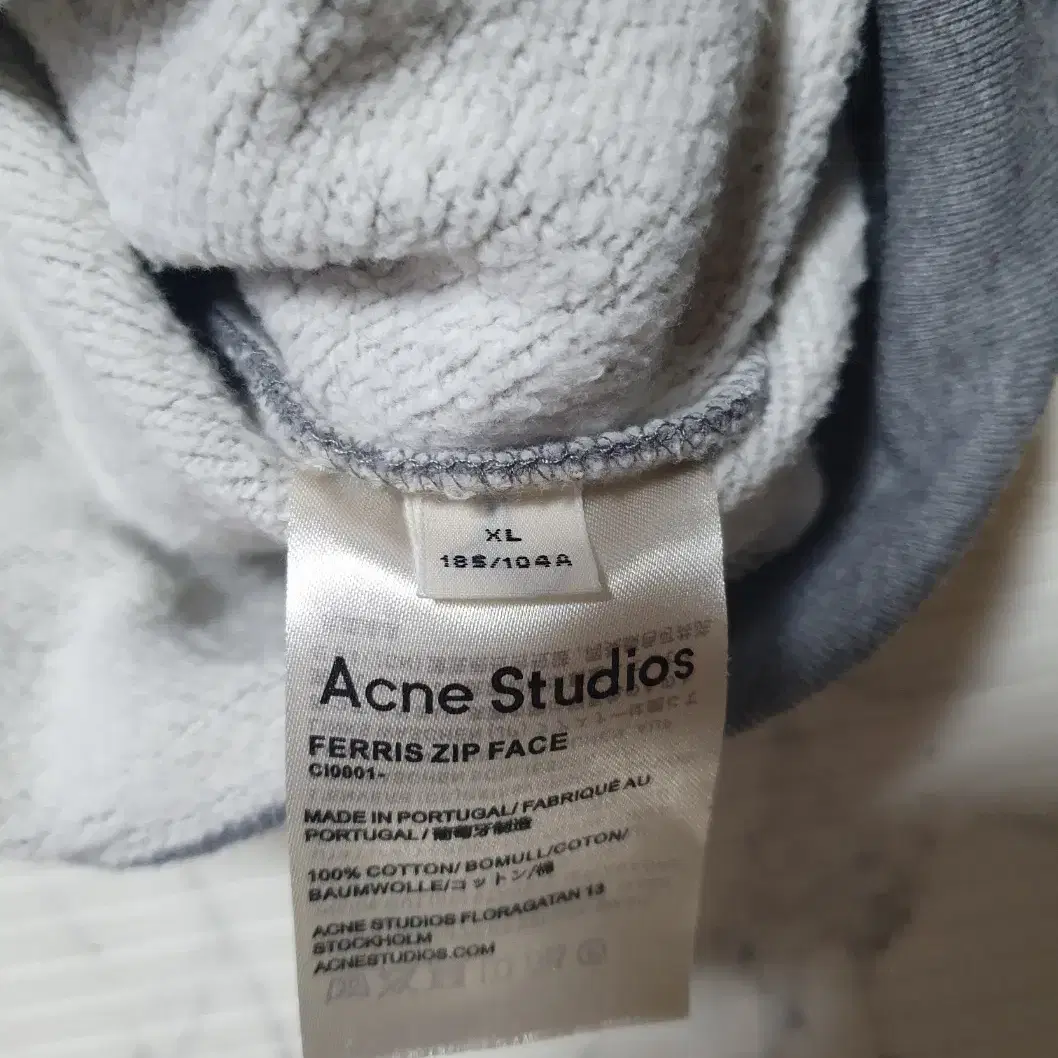 XL
185/104A
Acne Studios
FERRIS ZIP FACE
CI0001-
MADE IN PORTUGAL/ FABRIQUÉ AU
PORTUGAL / 葡萄牙制造
100% COTTON/ BOMULL/COTON/
BAUMWOLLE/コットン/棉
ACNE STUDIOS FLORAGATAN 13
STOCKHOLM
ACNESTUDIOS.COM